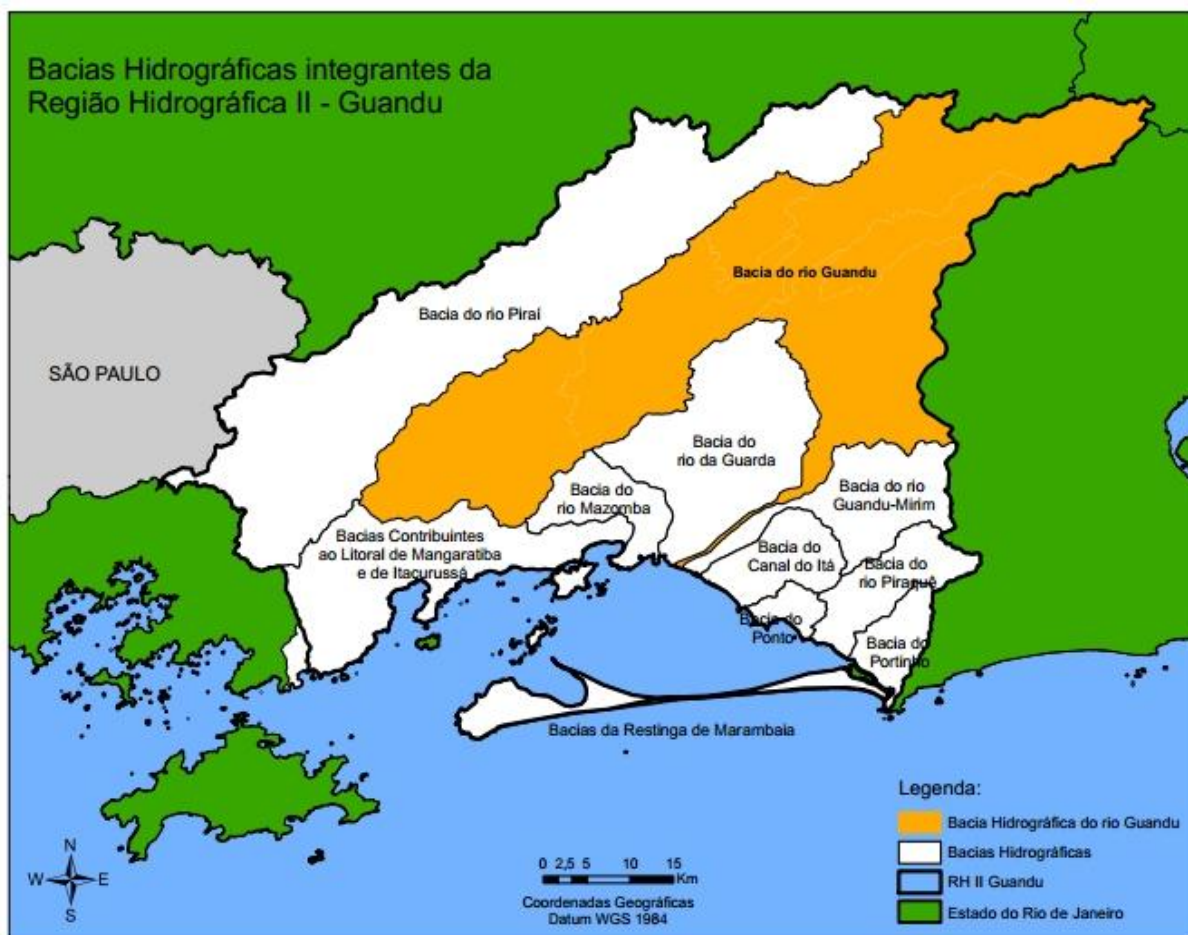 Bacias Hidrográficas integrantes da
Região Hidrográfica II - Guandu
SÃO PAULO
Bacia do rio Piraí
Bacia do rio Guandu
Bacia do
rio da Guarda
Bacia do
rio Mazomba
Bacia do rio
Guandu-Mirim
Bacias Contribuintes
ao Litoral de Mangaratiba
e de Itacurussá
Bacia do
Canal do Itá
Bacia do
rio Piraquê
Bacia do
Ponto
Bacia do
Portinho
Bacias da Restinga de Marambaia
Legenda:
Bacia Hidrográfica do rio Guandu
Bacias Hidrográficas
RH II Guandu
Estado do Rio de Janeiro
N
W E
S
0 2,5 5 10 15
Km
Coordenadas Geográficas
Datum WGS 1984